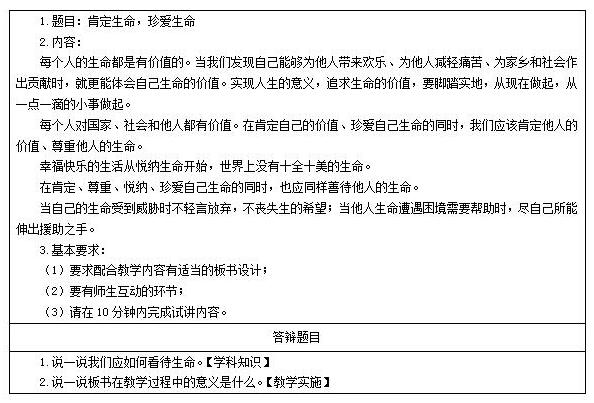 1.题目：肯定生命，珍爱生命
2.内容：
每个人的生命都是有价值的。当我们发现自己能够为他人带来欢乐、为他人减轻痛苦、为家乡和社会作
出贡献时，就更能体会自己生命的价值。实现人生的意义，追求生命的价值，要脚踏实地，从现在做起，从
一点一滴的小事做起。
每个人对国家、社会和他人都有价值。在肯定自己的价值、珍爱自己生命的同时，我们应该肯定他人的
价值、尊重他人的生命。
幸福快乐的生活从悦纳生命开始，世界上没有十全十美的生命。
在肯定、尊重、悦纳、珍爱自己生命的同时，也应同样善待他人的生命。
当自己的生命受到威胁时不轻言放弃，不丧失生的希望；当他人生命遭遇困境需要帮助时，尽自己所能
伸出援助之手。
3.基本要求：
（1）要求配合教学内容有适当的板书设计；
（2）要有师生互动的环节；
（3）请在10分钟内完成试讲内容。
答辩题目
1.说一说我们应如何看待生命。【学科知识】
2.说一说板书在教学过程中的意义是什么。【教学实施】